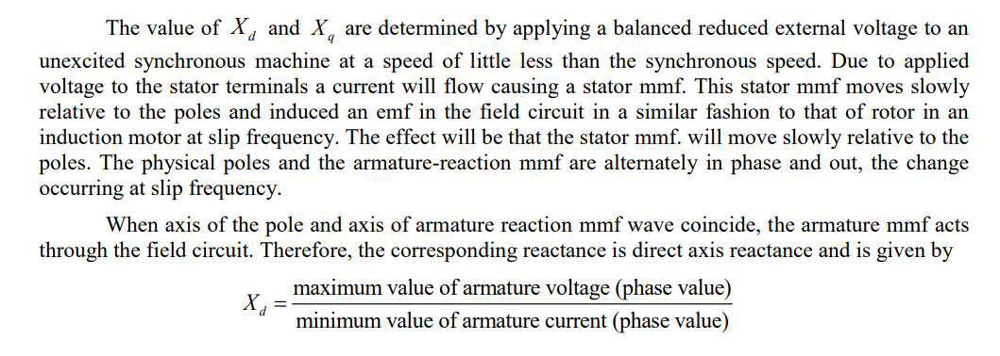 The value of X_d and X_q are determined by applying a balanced reduced external voltage to an
unexcited synchronous machine at a speed of little less than the synchronous speed. Due to applied
voltage to the stator terminals a current will flow causing a stator mmf. This stator mmf moves slowly
relative to the poles and induced an emf in the field circuit in a similar fashion to that of rotor in an
induction motor at slip frequency. The effect will be that the stator mmf. will move slowly relative to the
poles. The physical poles and the armature-reaction mmf are alternately in phase and out, the change
occurring at slip frequency.
When axis of the pole and axis of armature reaction mmf wave coincide, the armature mmf acts
through the field circuit. Therefore, the corresponding reactance is direct axis reactance and is given by
X_d = maximum value of armature voltage (phase value)
minimum value of armature current (phase value)